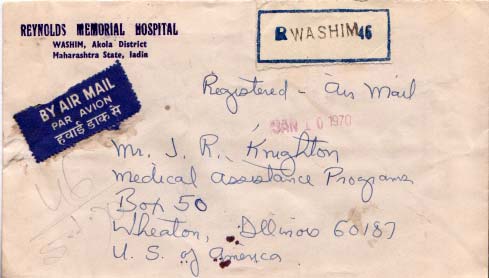 REYNOLDS MEMORIAL HOSPITAL
WASHIM, Akola District
Maharashtra State, Iadin
R WASHIM 46
BY AIR MAIL
PAR AVION
हवाई डाक से
Registered - Air Mail
JAN 10 1970
Mr. J. R. Knighton
Medical Assistance Programs
Box 50
Wheaton, Illinois 60187
U. S. of America